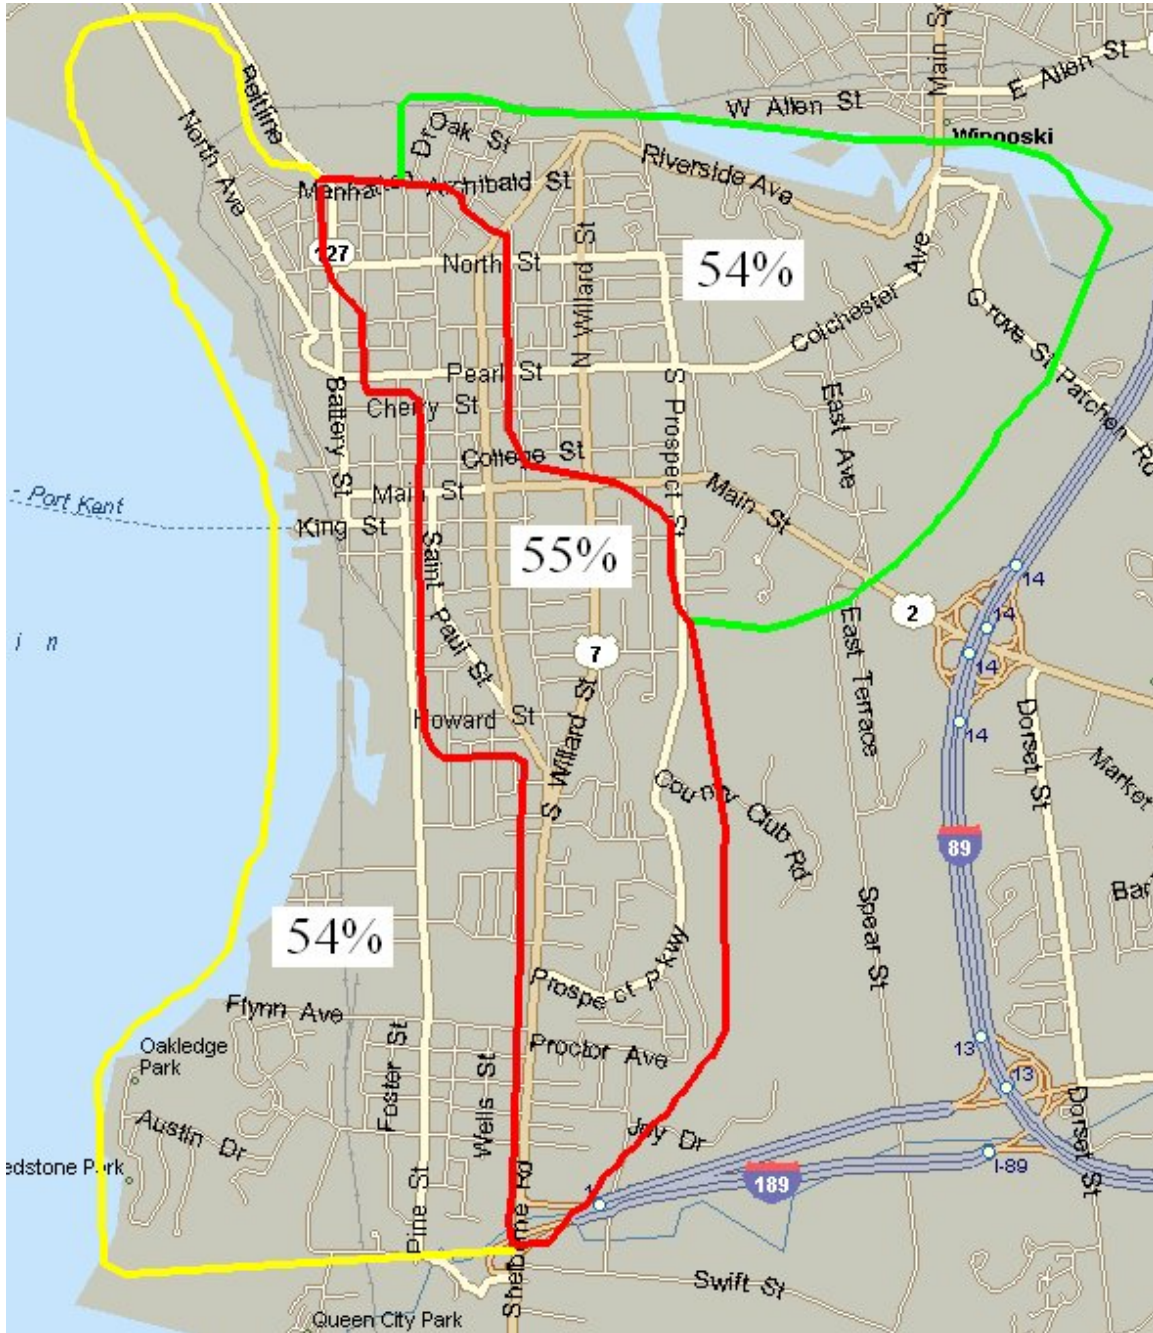 Main St
E Allen St
W Allen St
Winooski
Beltline
North Ave
Oak St
Dr
Riverside Ave
Archibald St
127
North St
N Willard St
54%
Colchester Ave
Grove St
Patchen Rd
Pearl St
S Prospect St
Cherry St
East Ave
Battery St
College St
Main St
Main St
Port Kent
King St
Saint Paul St
55%
14
14
14
14
2
7
i n
East Terrace
Howard St
S Willard St
Dorset St
Market
Country Club Rd
89
Spear St
54%
Prospect Pkwy
Flynn Ave
Foster St
Proctor Ave
Oakledge
Park
13
13
Wells St
Austin Dr
Joy Dr
Dorset St
edstone Park
I-89
189
1
Pine St
Shelburne Rd
Swift St
Queen City Park